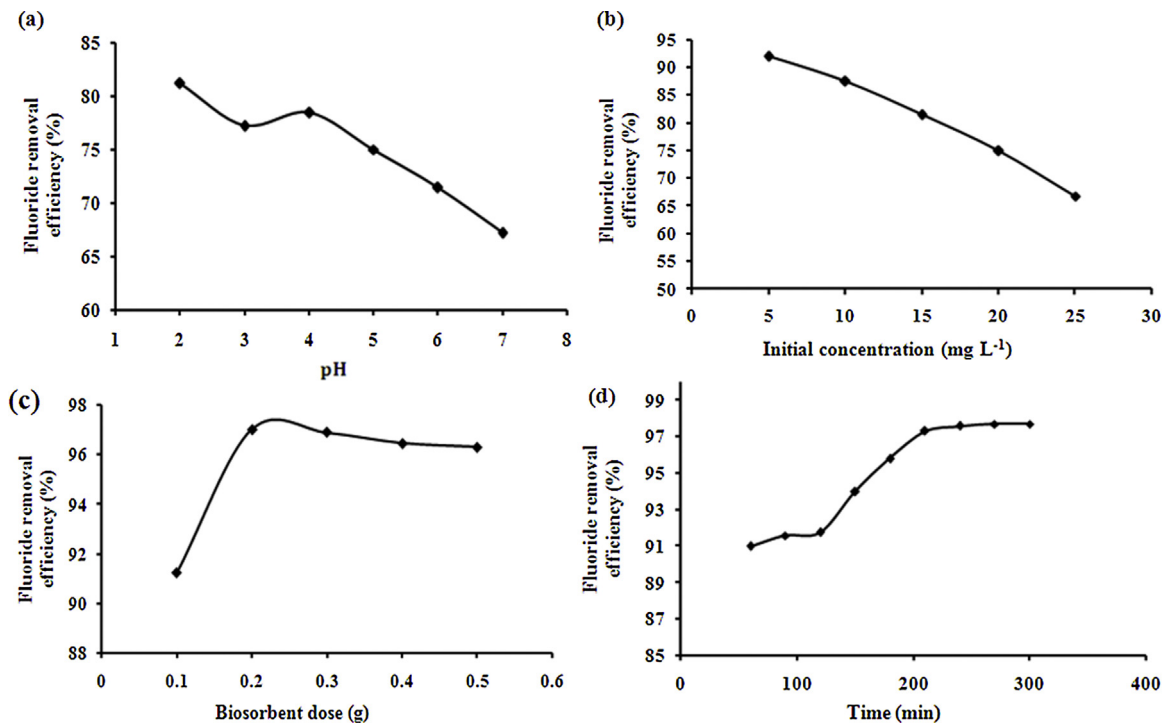 (a)
85
80
75
70
65
60
1 2 3 4 5 6 7 8
Fluoride removal
efficiency (%)
pH
(b)
95
90
85
80
75
70
65
60
55
50
0 5 10 15 20 25 30
Fluoride removal
efficiency (%)
Initial concentration (mg L⁻¹)
(c)
98
96
94
92
90
88
0 0.1 0.2 0.3 0.4 0.5 0.6
Fluoride removal
efficiency (%)
Biosorbent dose (g)
(d)
99
97
95
93
91
89
87
85
0 100 200 300 400
Fluoride removal
efficiency (%)
Time (min)